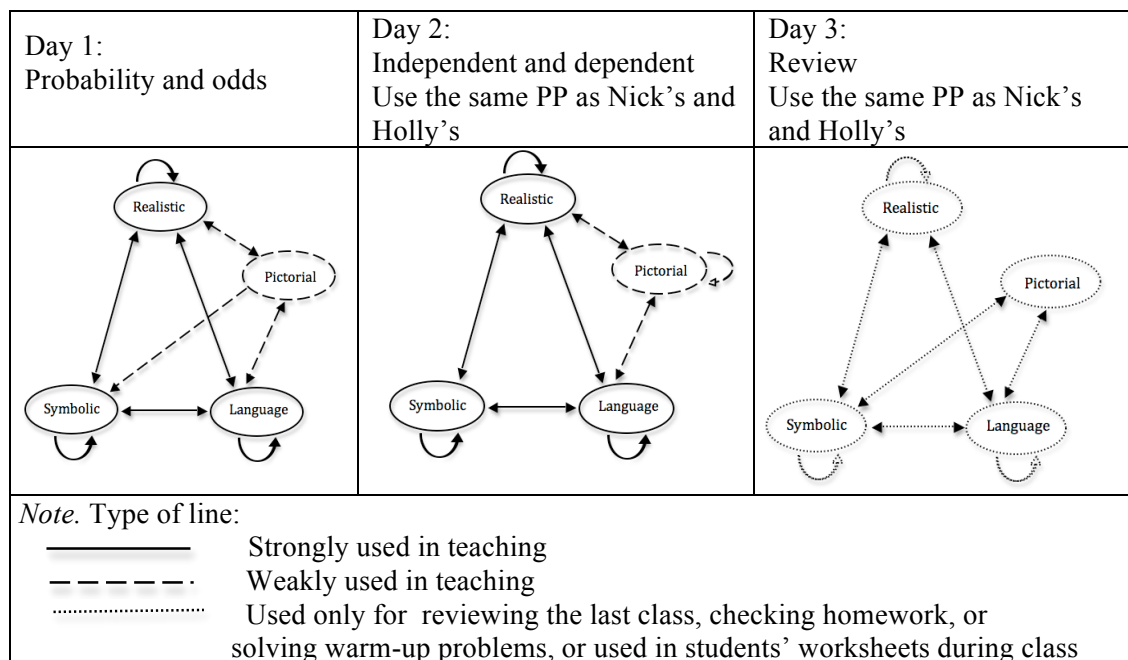 Day 1:
Probability and odds
Day 2:
Independent and dependent
Use the same PP as Nick's and
Holly's
Day 3:
Review
Use the same PP as Nick's
and Holly's
Realistic
Pictorial
Symbolic
Language
Realistic
Pictorial
Symbolic
Language
Realistic
Pictorial
Symbolic
Language
Note. Type of line:
Strongly used in teaching
Weakly used in teaching
Used only for reviewing the last class, checking homework, or
solving warm-up problems, or used in students' worksheets during class